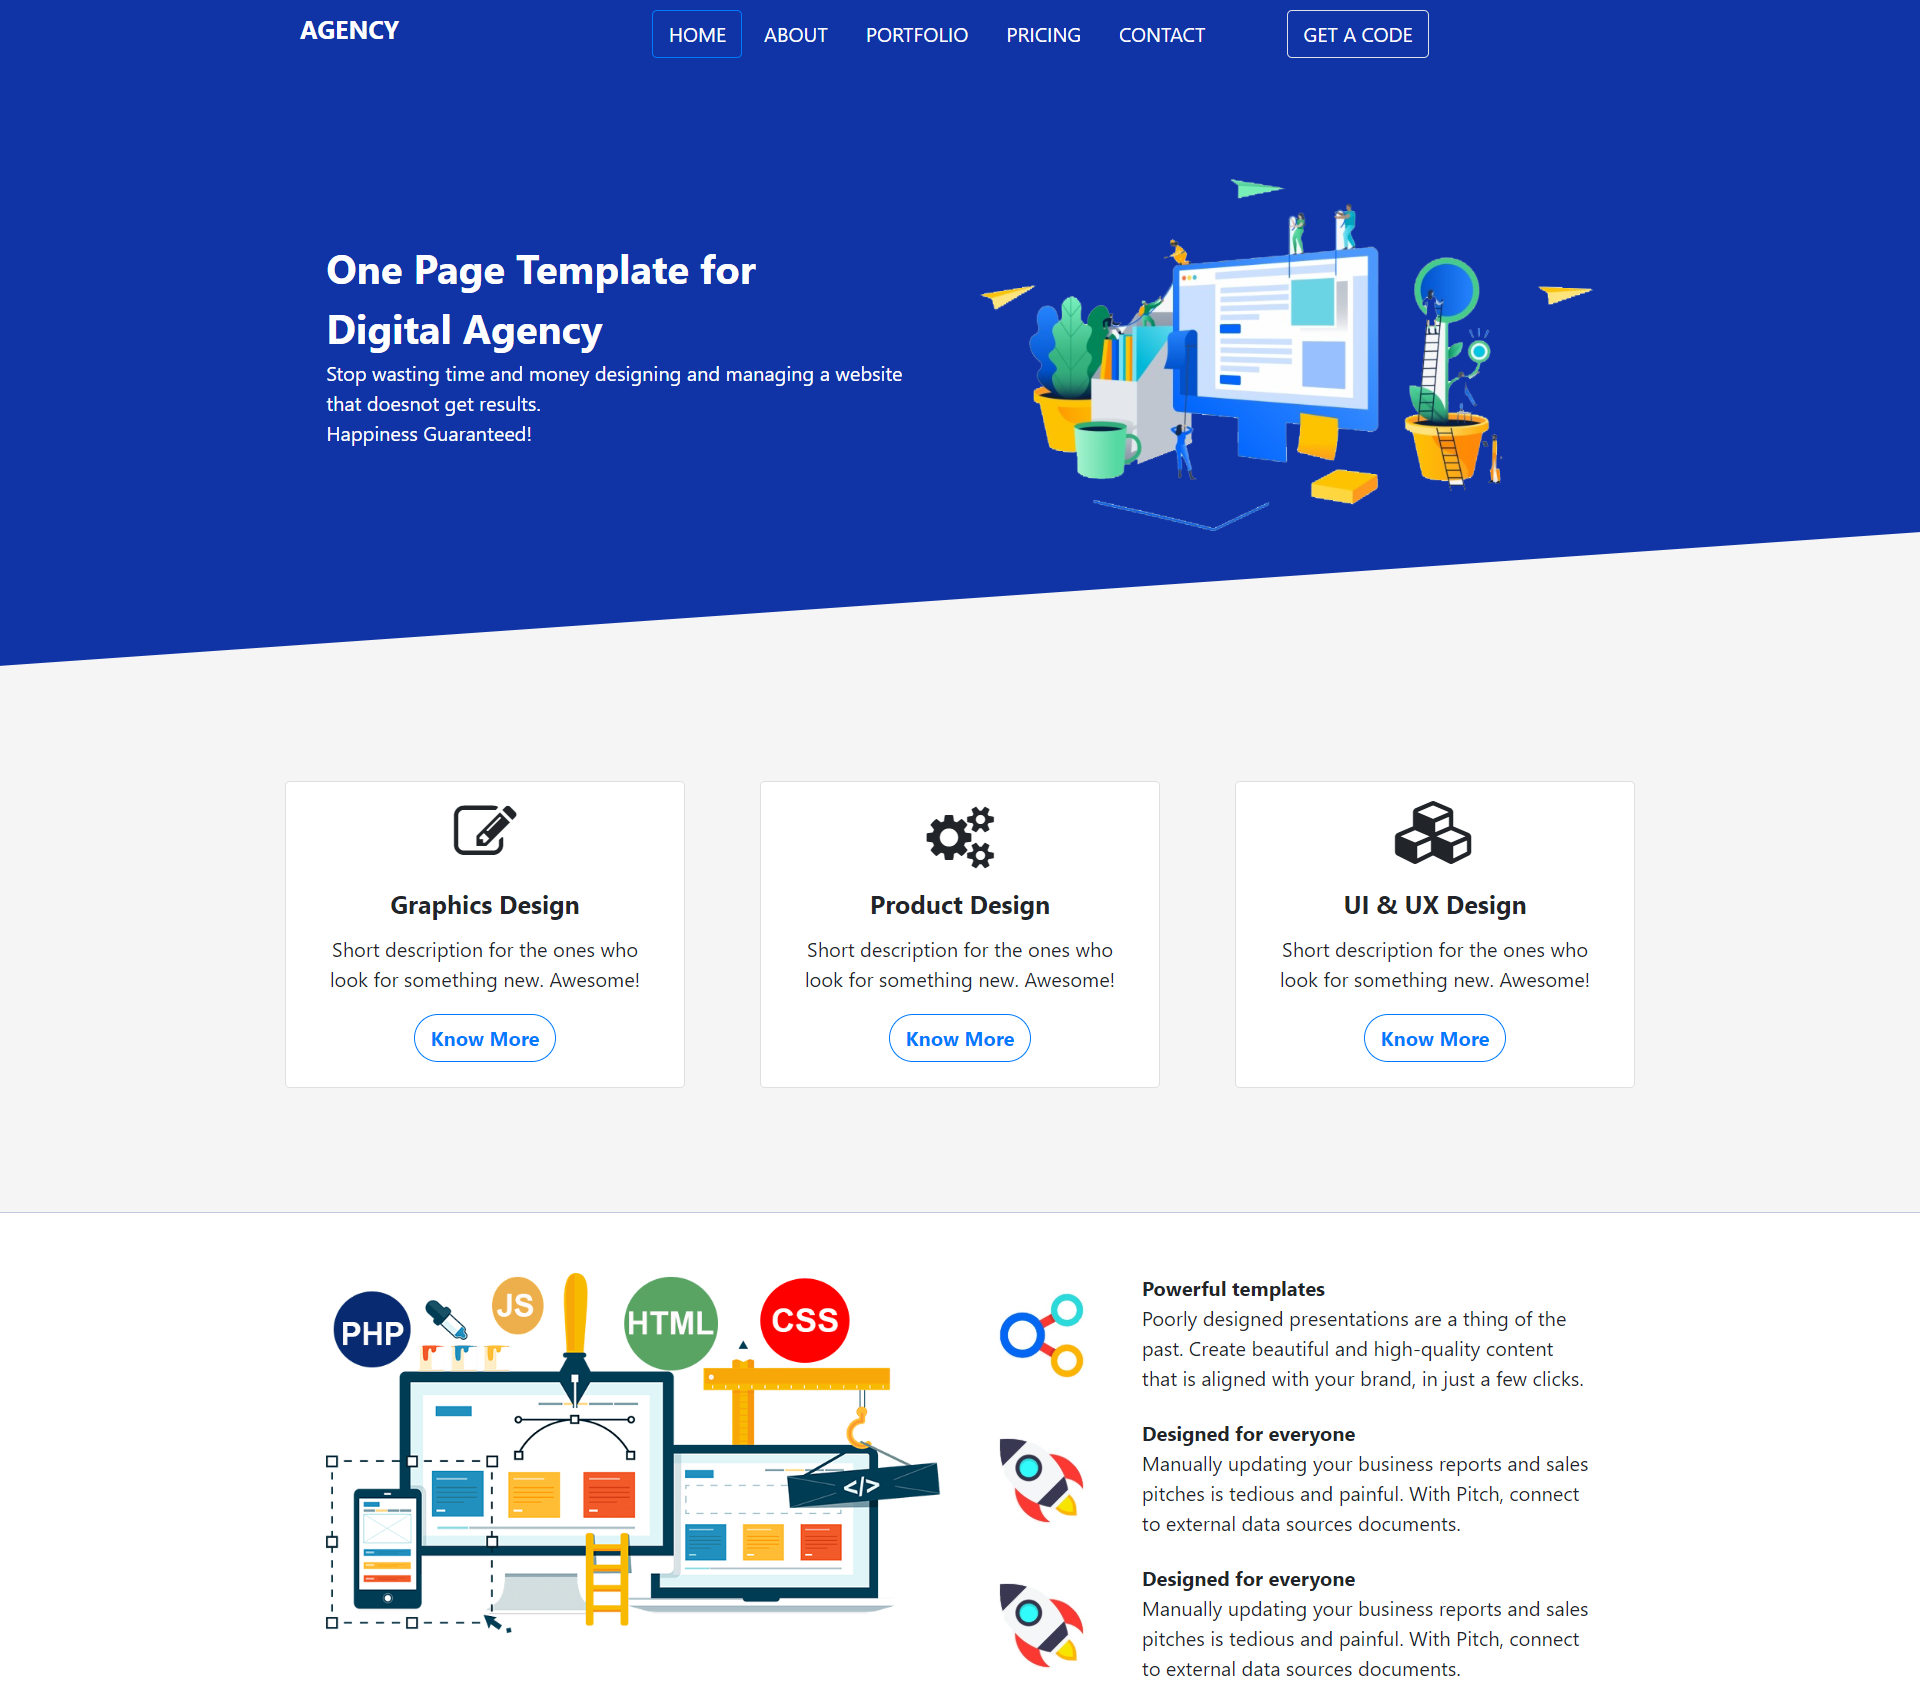 AGENCY
HOME ABOUT PORTFOLIO PRICING CONTACT GET A CODE
One Page Template for
Digital Agency
Stop wasting time and money designing and managing a website
that doesnot get results.
Happiness Guaranteed!
Graphics Design
Short description for the ones who
look for something new. Awesome!
Know More
Product Design
Short description for the ones who
look for something new. Awesome!
Know More
UI & UX Design
Short description for the ones who
look for something new. Awesome!
Know More
PHP
JS
HTML
CSS
</>
Powerful templates
Poorly designed presentations are a thing of the
past. Create beautiful and high-quality content
that is aligned with your brand, in just a few clicks.
Designed for everyone
Manually updating your business reports and sales
pitches is tedious and painful. With Pitch, connect
to external data sources documents.
Designed for everyone
Manually updating your business reports and sales
pitches is tedious and painful. With Pitch, connect
to external data sources documents.